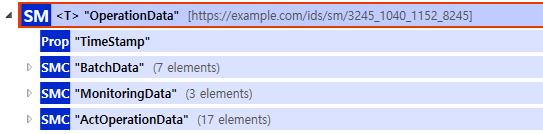 SM <T> "OperationData" [https://example.com/ids/sm/3245_1040_1152_8245]
Prop "TimeStamp"
SMC "BatchData" (7 elements)
SMC "MonitoringData" (3 elements)
SMC "ActOperationData" (17 elements)